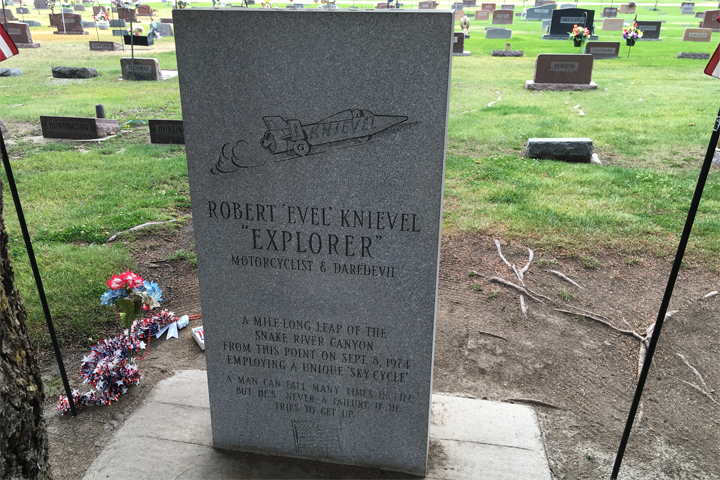 KNIEVEL
ROBERT 'EVEL' KNIEVEL
"EXPLORER"
MOTORCYCLIST & DAREDEVIL
A MILE-LONG LEAP OF THE
SNAKE RIVER CANYON
FROM THIS POINT ON SEPT. 8, 1974
EMPLOYING A UNIQUE 'SKY CYCLE'
A MAN CAN FALL MANY TIMES IN LIFE
BUT HE'S NEVER A FAILURE IF HE
TRIES TO GET UP